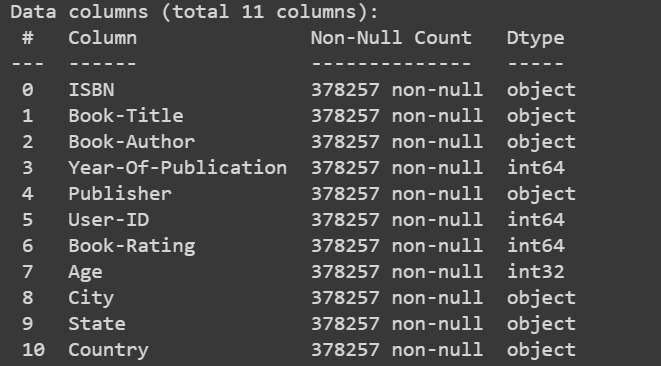 Data columns (total 11 columns):
 #   Column               Non-Null Count   Dtype
---  ------               --------------   -----
 0   ISBN                 378257 non-null  object
 1   Book-Title           378257 non-null  object
 2   Book-Author          378257 non-null  object
 3   Year-Of-Publication  378257 non-null  int64
 4   Publisher            378257 non-null  object
 5   User-ID              378257 non-null  int64
 6   Book-Rating          378257 non-null  int64
 7   Age                  378257 non-null  int32
 8   City                 378257 non-null  object
 9   State                378257 non-null  object
 10  Country              378257 non-null  object